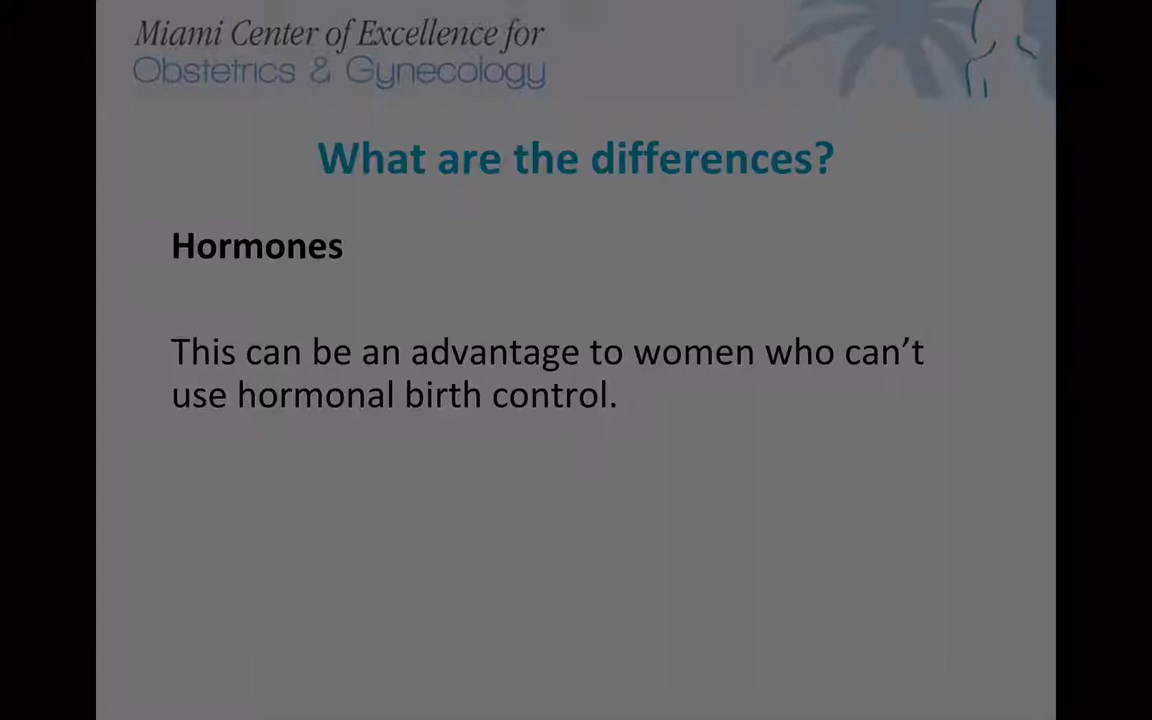 Miami Center of Excellence for
Obstetrics & Gynecology
What are the differences?
Hormones
This can be an advantage to women who can’t
use hormonal birth control.